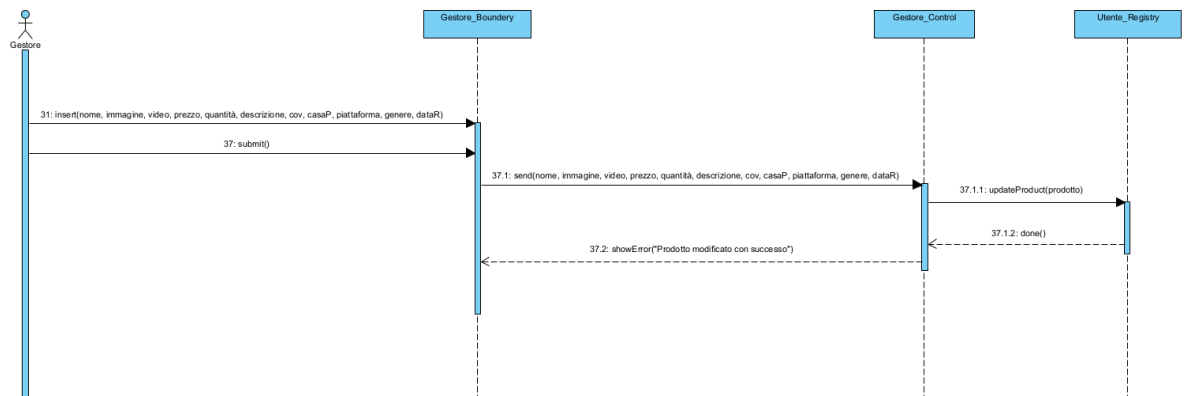 Gestore
Gestore_Boundery
Gestore_Control
Utente_Registry
31: insert(nome, immagine, video, prezzo, quantità, descrizione, cov, casaP, piattaforma, genere, dataR)
37: submit()
37.1: send(nome, immagine, video, prezzo, quantità, descrizione, cov, casaP, piattaforma, genere, dataR)
37.1.1: updateProduct(prodotto)
37.1.2: done()
37.2: showError("Prodotto modificato con successo")